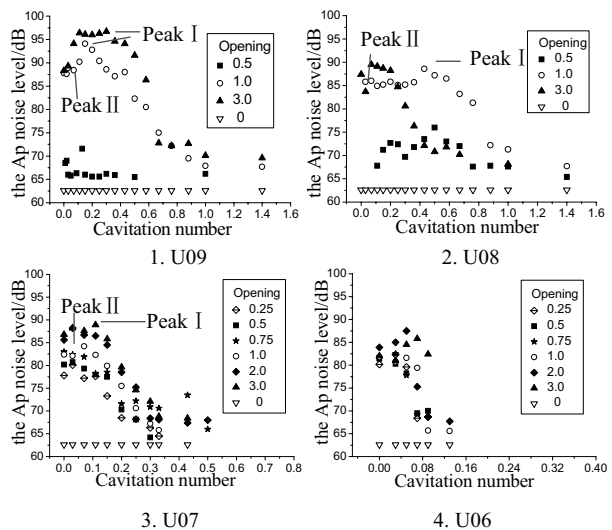 100
95
90
85
80
75
70
65
60
the Ap noise level/dB
Peak I
Peak II
Opening
0.5
1.0
3.0
0
0.0 0.2 0.4 0.6 0.8 1.0 1.2 1.4 1.6
Cavitation number
1. U09
100
95
90
85
80
75
70
65
60
the Ap noise level/dB
Peak II
Peak I
Opening
0.5
1.0
3.0
0
0.0 0.2 0.4 0.6 0.8 1.0 1.2 1.4 1.6
Cavitation number
2. U08
100
95
90
85
80
75
70
65
60
the Ap noise level/dB
Peak II
Peak I
Opening
0.25
0.5
0.75
1.0
2.0
3.0
0
0.0 0.1 0.2 0.3 0.4 0.5 0.6 0.7 0.8
Cavitation number
3. U07
100
95
90
85
80
75
70
65
60
the Ap noise level/dB
Opening
0.25
0.5
0.75
1.0
2.0
3.0
0
0.00 0.08 0.16 0.24 0.32 0.40
Cavitation number
4. U06